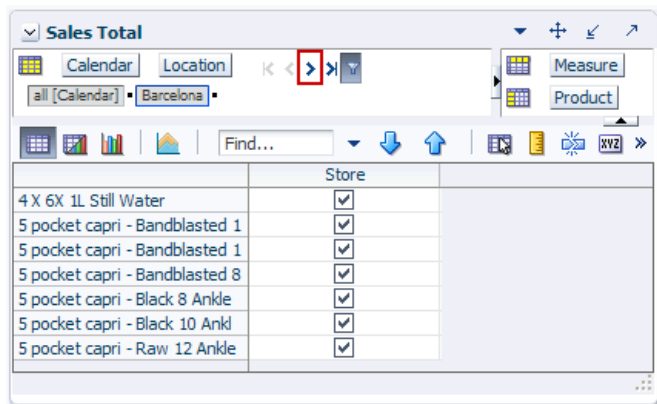 Sales Total
Calendar Location Measure
all [Calendar] Barcelona Product
Find... XYZ
Store
4 X 6X 1L Still Water
5 pocket capri - Bandblasted 1
5 pocket capri - Bandblasted 1
5 pocket capri - Bandblasted 8
5 pocket capri - Black 8 Ankle
5 pocket capri - Black 10 Ankl
5 pocket capri - Raw 12 Ankle